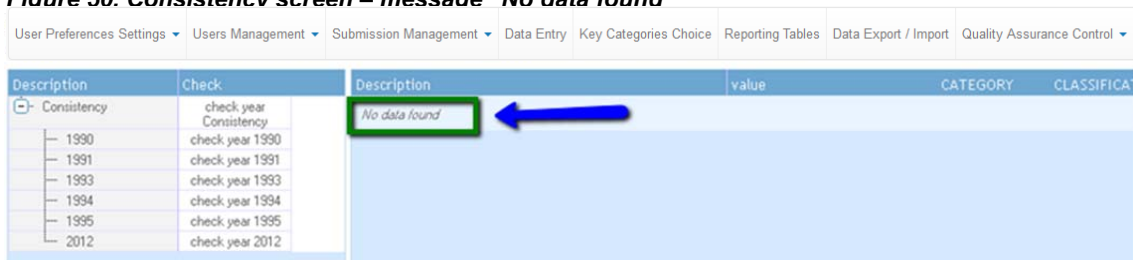 Figure 50. Consistency screen – message "No data found"
User Preferences Settings Users Management Submission Management Data Entry Key Categories Choice Reporting Tables Data Export / Import Quality Assurance Control
Description Check Description value CATEGORY CLASSIFICAT
Consistency check year Consistency No data found
1990 check year 1990
1991 check year 1991
1993 check year 1993
1994 check year 1994
1995 check year 1995
2012 check year 2012